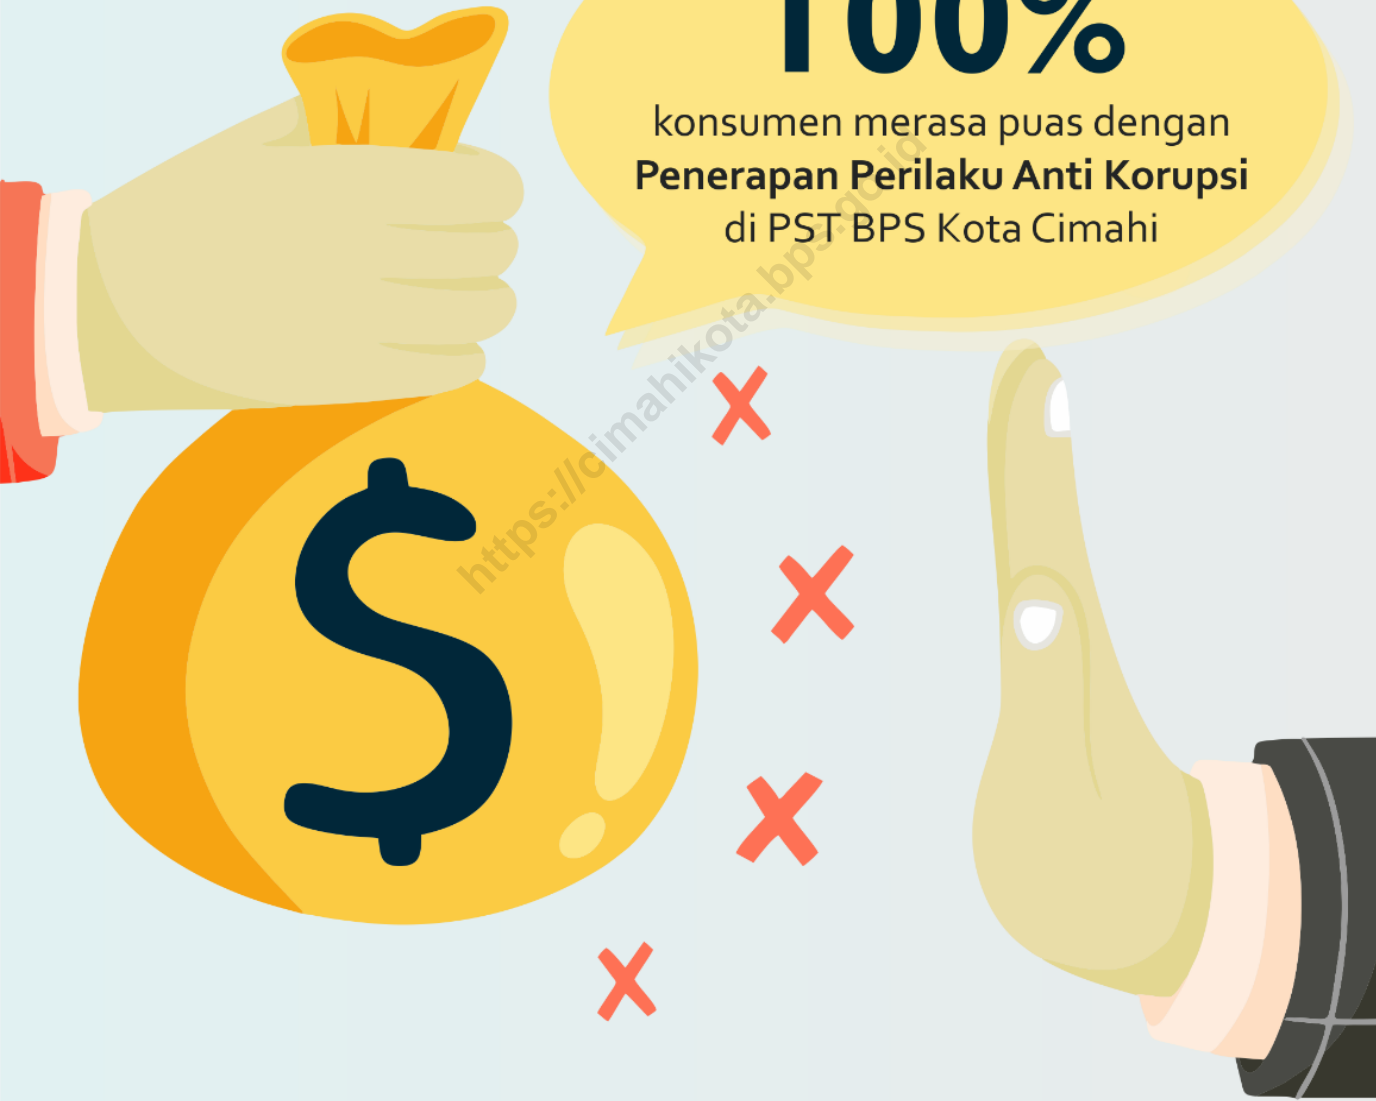 100%
konsumen merasa puas dengan
Penerapan Perilaku Anti Korupsi
di PST BPS Kota Cimahi
https://cimahikota.bps.go.id
$